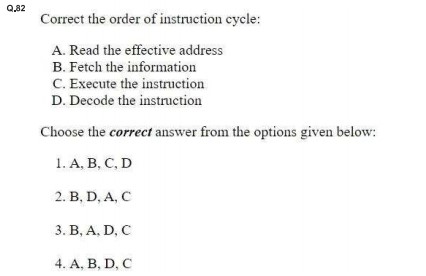 Q.82
Correct the order of instruction cycle:
A. Read the effective address
B. Fetch the information
C. Execute the instruction
D. Decode the instruction
Choose the correct answer from the options given below:
1. A, B, C, D
2. B, D, A, C
3. B, A, D, C
4. A, B, D, C